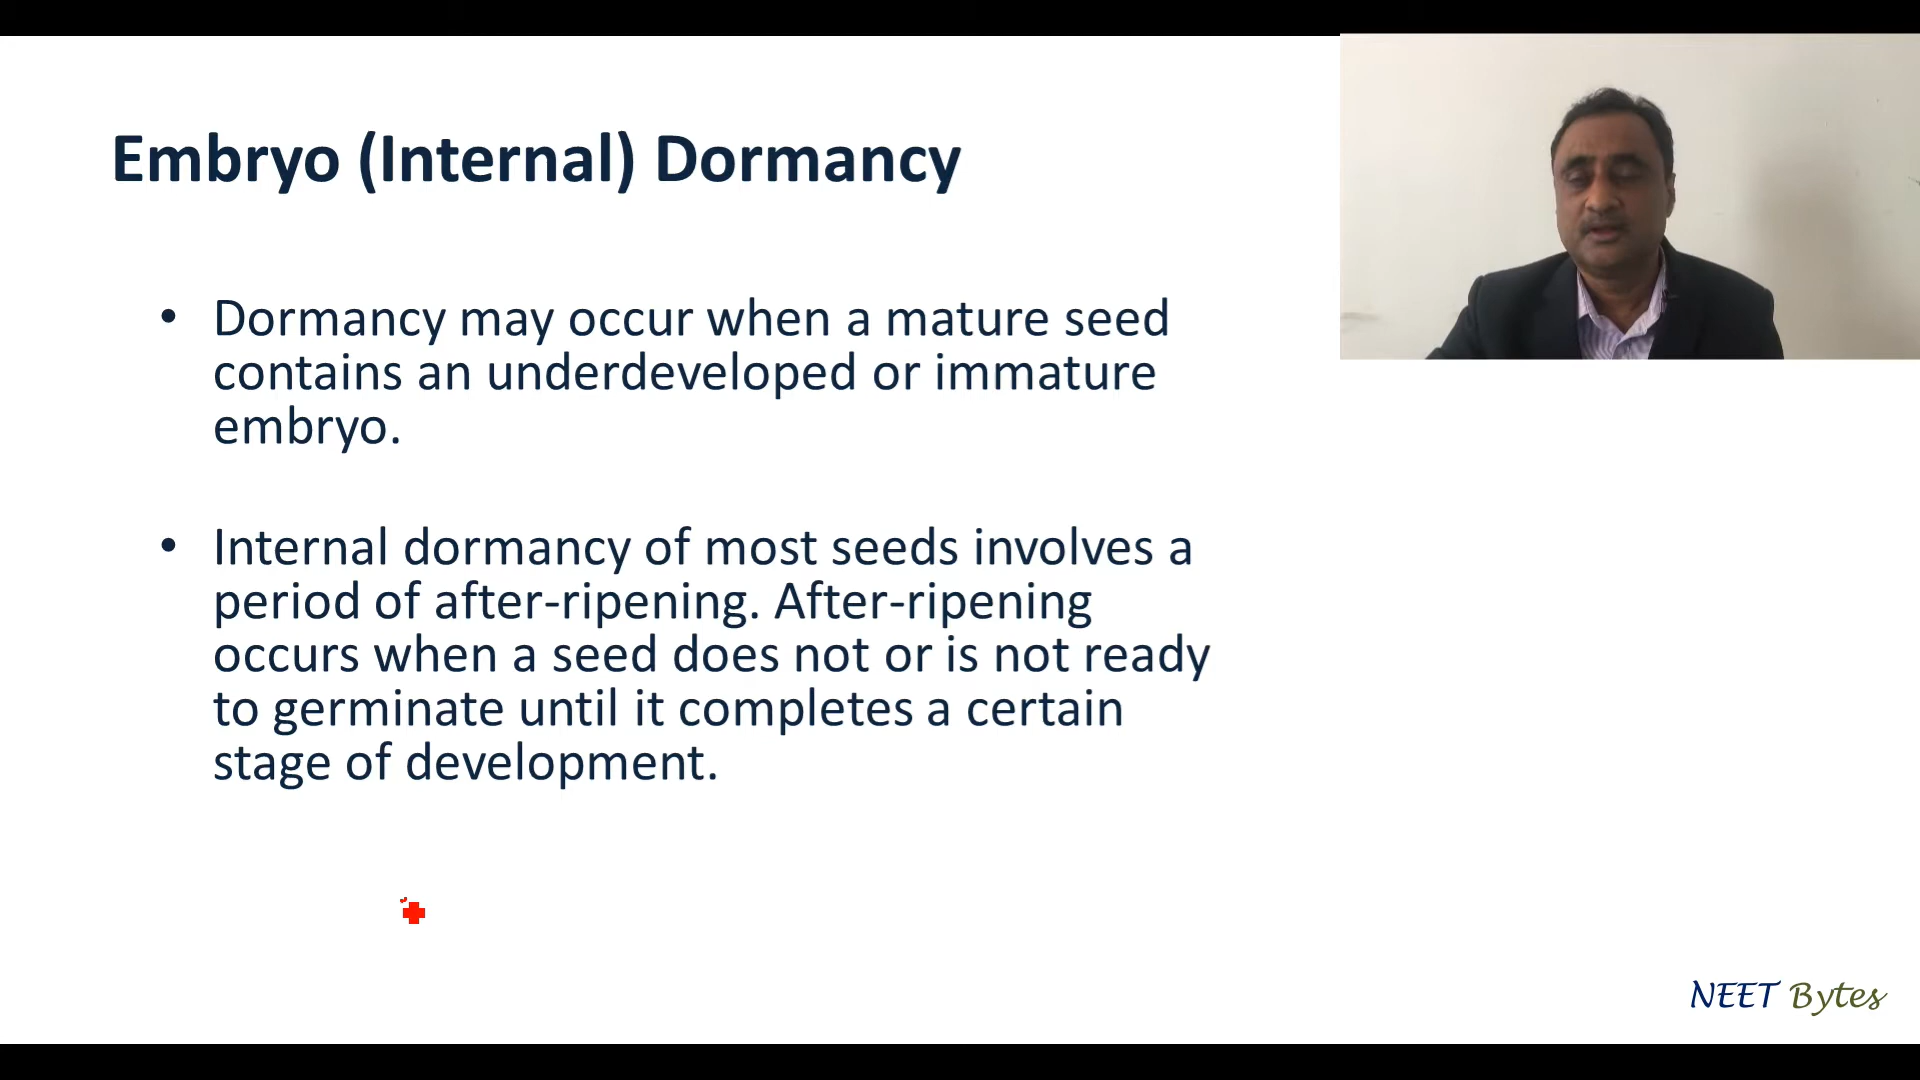 Embryo (Internal) Dormancy
• Dormancy may occur when a mature seed
contains an underdeveloped or immature
embryo.
• Internal dormancy of most seeds involves a
period of after-ripening. After-ripening
occurs when a seed does not or is not ready
to germinate until it completes a certain
stage of development.
NEET Bytes